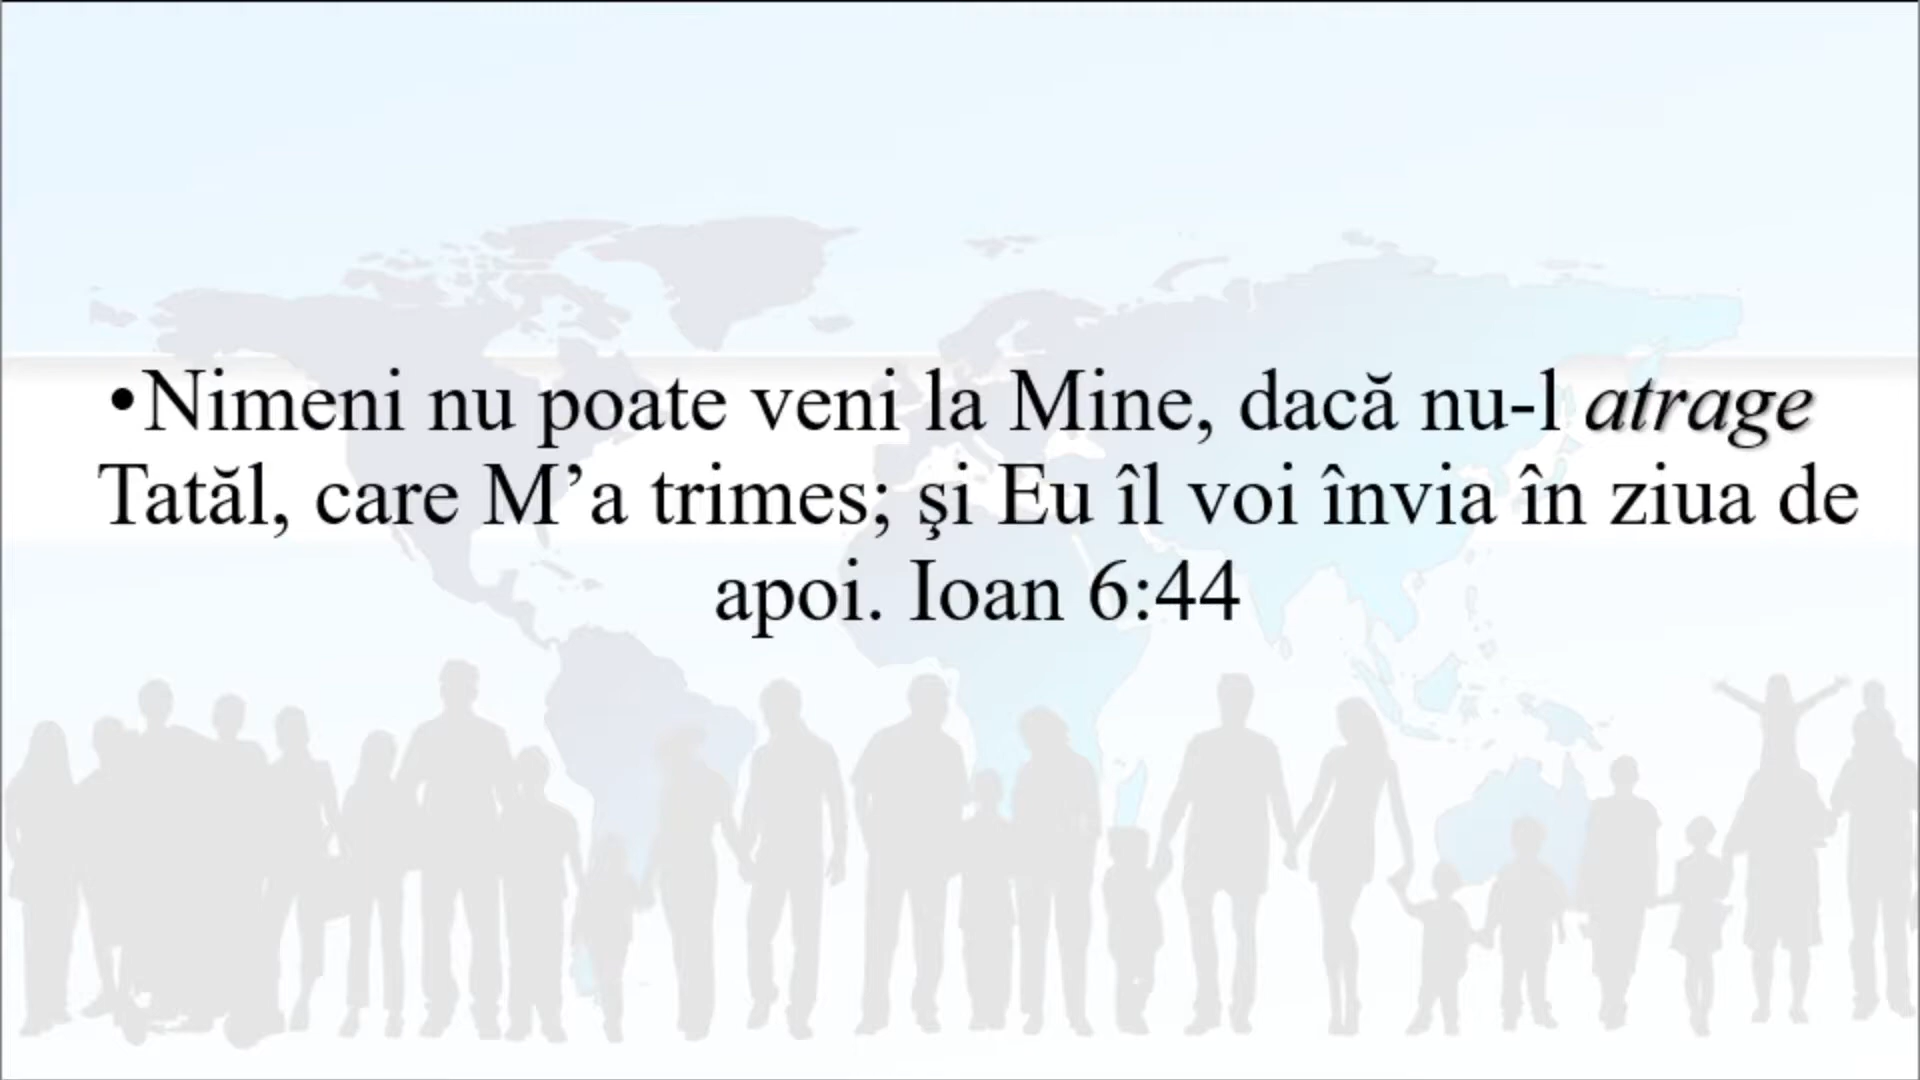 •Nimeni nu poate veni la Mine, dacă nu-l atrage
Tatăl, care M’a trimes; şi Eu îl voi învia în ziua de
apoi. Ioan 6:44